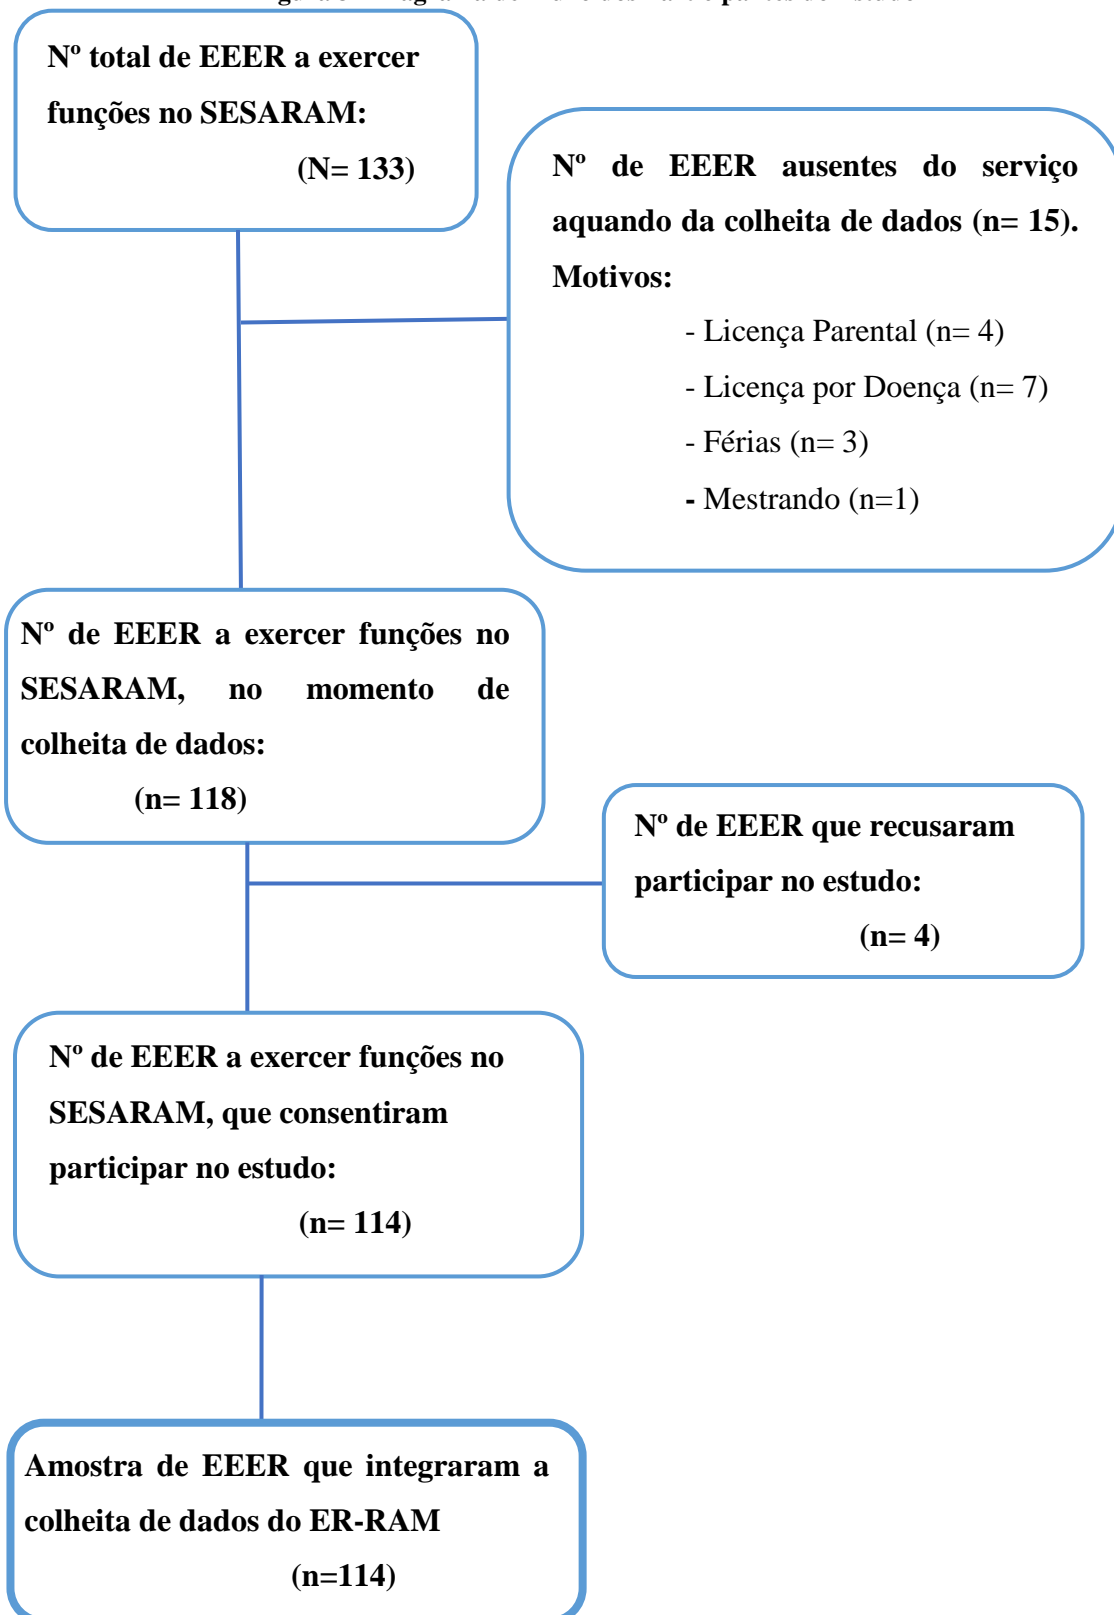 Nº total de EEER a exercer
funções no SESARAM:
(N= 133)
Nº de EEER ausentes do serviço
aquando da colheita de dados (n= 15).
Motivos:
- Licença Parental (n= 4)
- Licença por Doença (n= 7)
- Férias (n= 3)
- Mestrando (n=1)
Nº de EEER a exercer funções no
SESARAM, no momento de
colheita de dados:
(n= 118)
Nº de EEER que recusaram
participar no estudo:
(n= 4)
Nº de EEER a exercer funções no
SESARAM, que consentiram
participar no estudo:
(n= 114)
Amostra de EEER que integraram a
colheita de dados do ER-RAM
(n=114)